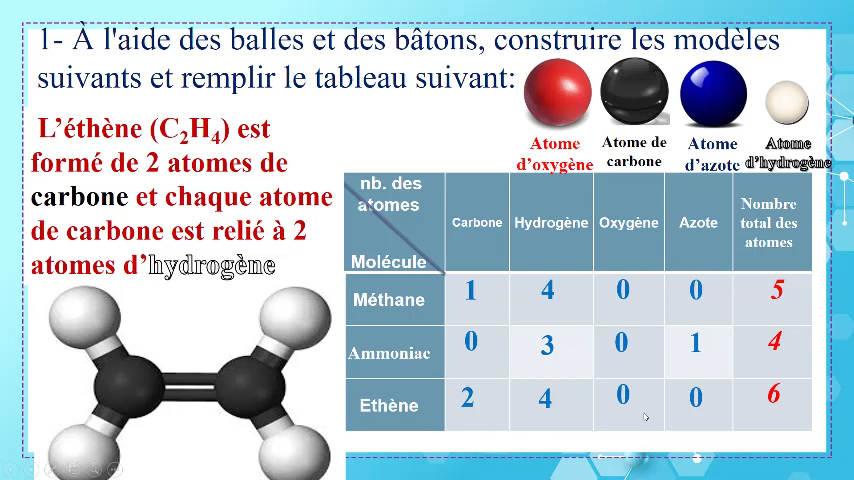 1- À l'aide des balles et des bâtons, construire les modèles
suivants et remplir le tableau suivant:
Atome
d'oxygène
Atome de
carbone
Atome
d'azote
Atome
d'hydrogène
L'éthène (C₂H₄) est
formé de 2 atomes de
carbone et chaque atome
de carbone est relié à 2
atomes d'hydrogène
nb. des
atomes
Molécule
Carbone Hydrogène Oxygène Azote
Nombre
total des
atomes
Méthane 1 4 0 0 5
Ammoniac 0 3 0 1 4
Ethène 2 4 0 0 6